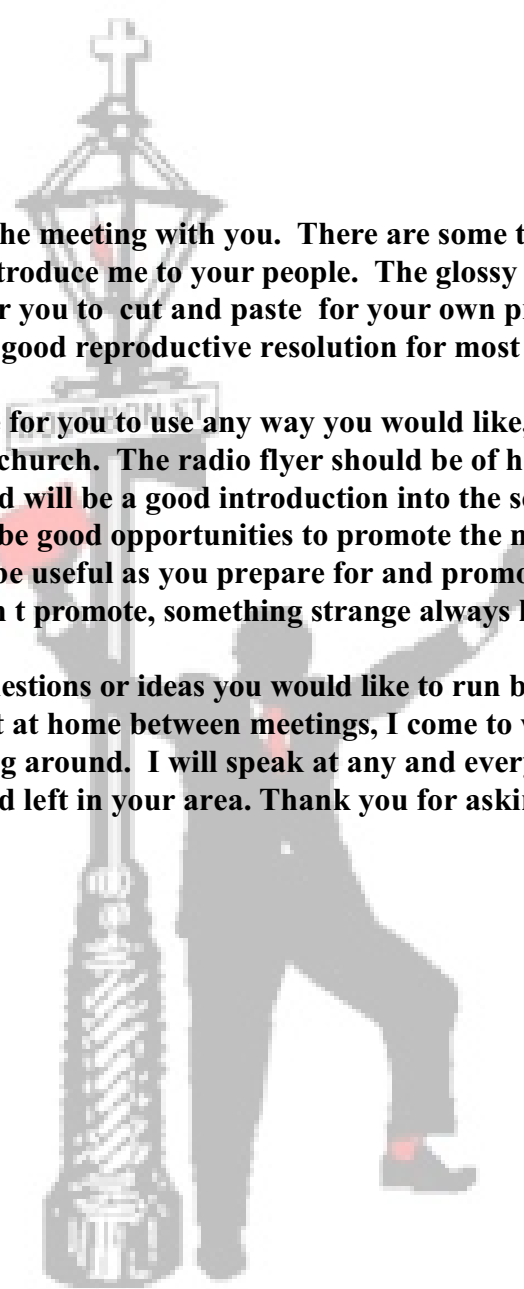 he meeting with you. There are some t
troduce me to your people. The glossy
r you to cut and paste for your own p
good reproductive resolution for most
for you to use any way you would like,
church. The radio flyer should be of h
d will be a good introduction into the s
be good opportunities to promote the
be useful as you prepare for and promo
n t promote, something strange always
estions or ideas you would like to run b
t at home between meetings, I come to
g around. I will speak at any and every
d left in your area. Thank you for askin